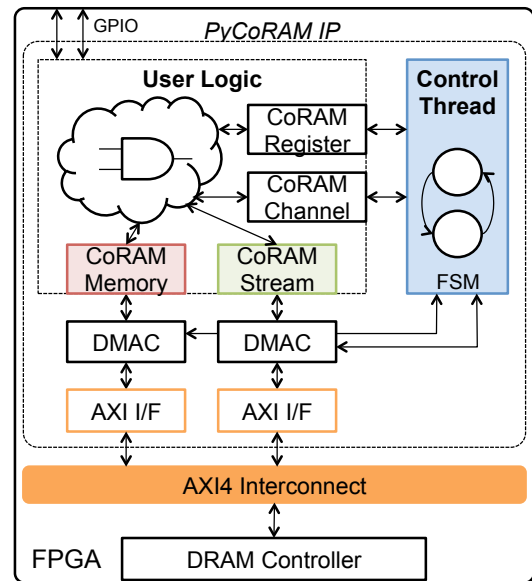 GPIO
PyCoRAM IP
User Logic
Control
Thread
CoRAM
Register
CoRAM
Channel
CoRAM
Memory
CoRAM
Stream
FSM
DMAC
DMAC
AXI I/F
AXI I/F
AXI4 Interconnect
FPGA
DRAM Controller